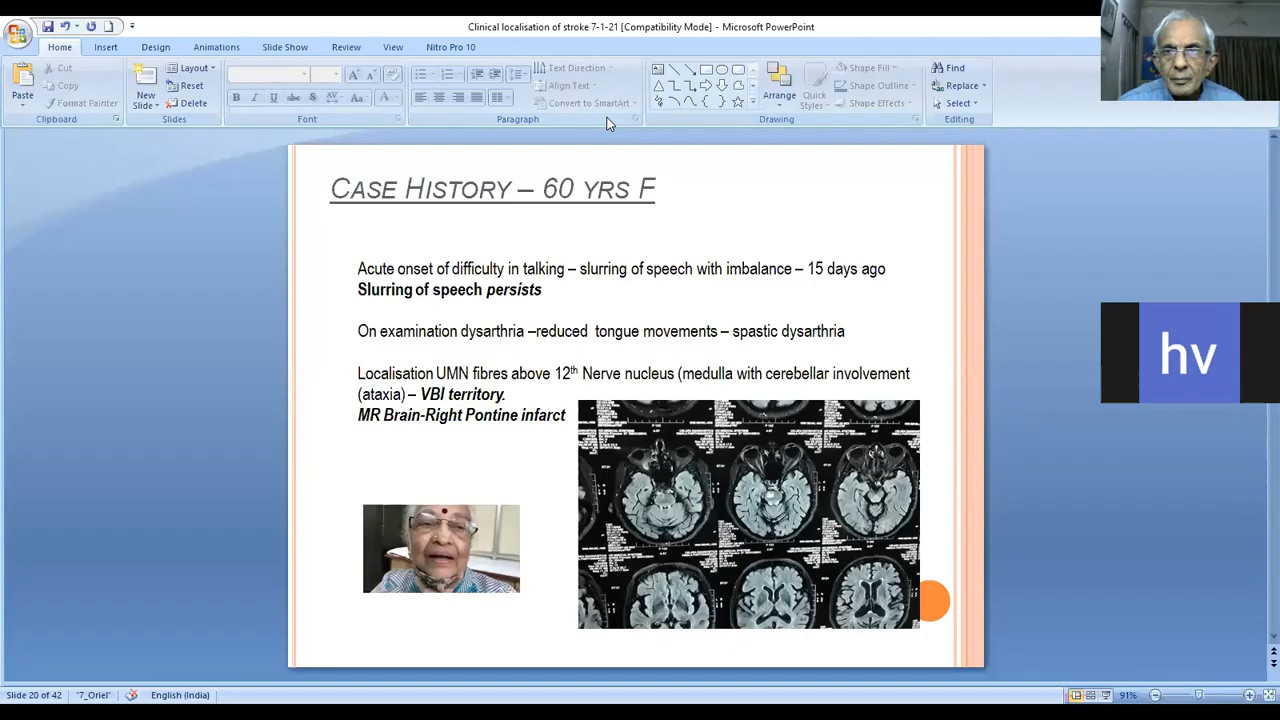 Clinical localisation of stroke 7-1-21 [Compatibility Mode] - Microsoft PowerPoint
Home Insert Design Animations Slide Show Review View Nitro Pro 10
Paste
Cut
Copy
Format Painter
Clipboard
New Slide
Layout
Reset
Delete
Slides
Font
Paragraph
Text Direction
Align Text
Convert to SmartArt
Arrange
Quick Styles
Shape Fill
Shape Outline
Shape Effects
Drawing
Find
Replace
Select
Editing
CASE HISTORY – 60 YRS F
Acute onset of difficulty in talking – slurring of speech with imbalance – 15 days ago
Slurring of speech persists
On examination dysarthria –reduced tongue movements – spastic dysarthria
Localisation UMN fibres above 12th Nerve nucleus (medulla with cerebellar involvement
(ataxia) – VBI territory.
MR Brain-Right Pontine infarct
hv
Slide 20 of 42 "7_Oriel" English (India) 91%